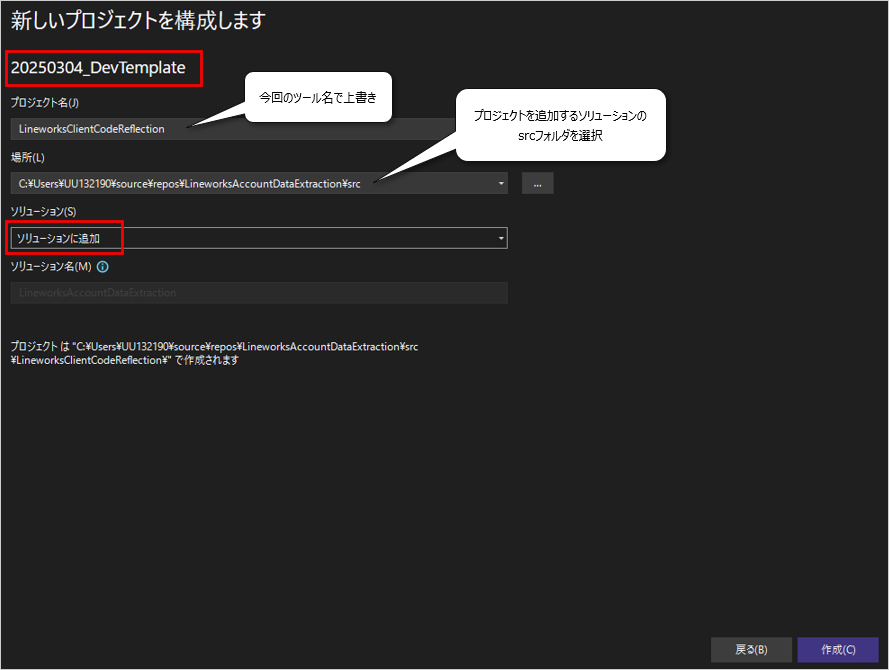 新しいプロジェクトを構成します
20250304_DevTemplate
今回のツール名で上書き
プロジェクト名(J)
プロジェクトを追加するソリューションの
srcフォルダを選択
LineworksClientCodeReflection
場所(L)
C:¥Users¥UU132190¥source¥repos¥LineworksAccountDataExtraction¥src
...
ソリューション(S)
ソリューションに追加
ソリューション名(M)
LineworksAccountDataExtraction
プロジェクト は "C:¥Users¥UU132190¥source¥repos¥LineworksAccountDataExtraction¥src
¥LineworksClientCodeReflection¥" で作成されます
戻る(B)
作成(C)